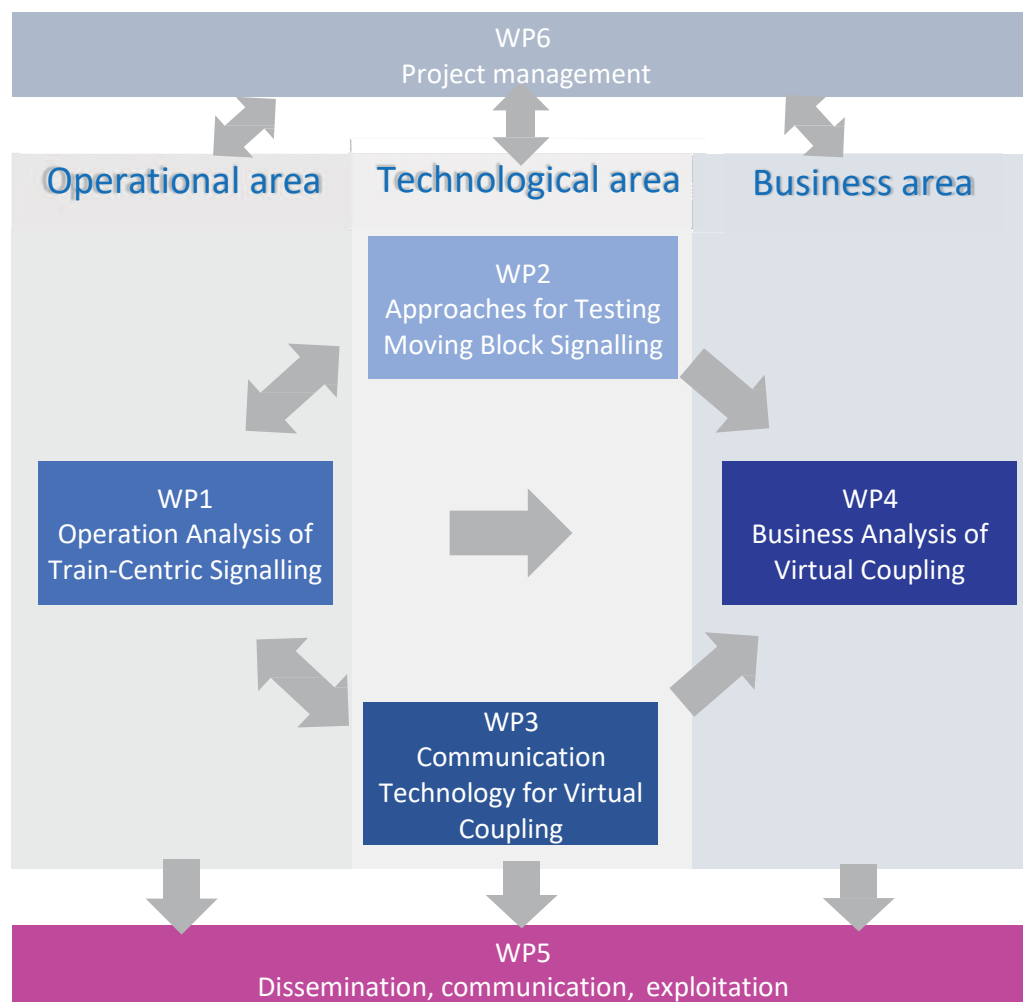 WP6
Project management
Operational area
Technological area
Business area
WP2
Approaches for Testing
Moving Block Signalling
WP1
Operation Analysis of
Train-Centric Signalling
WP4
Business Analysis of
Virtual Coupling
WP3
Communication
Technology for Virtual
Coupling
WP5
Dissemination, communication, exploitation